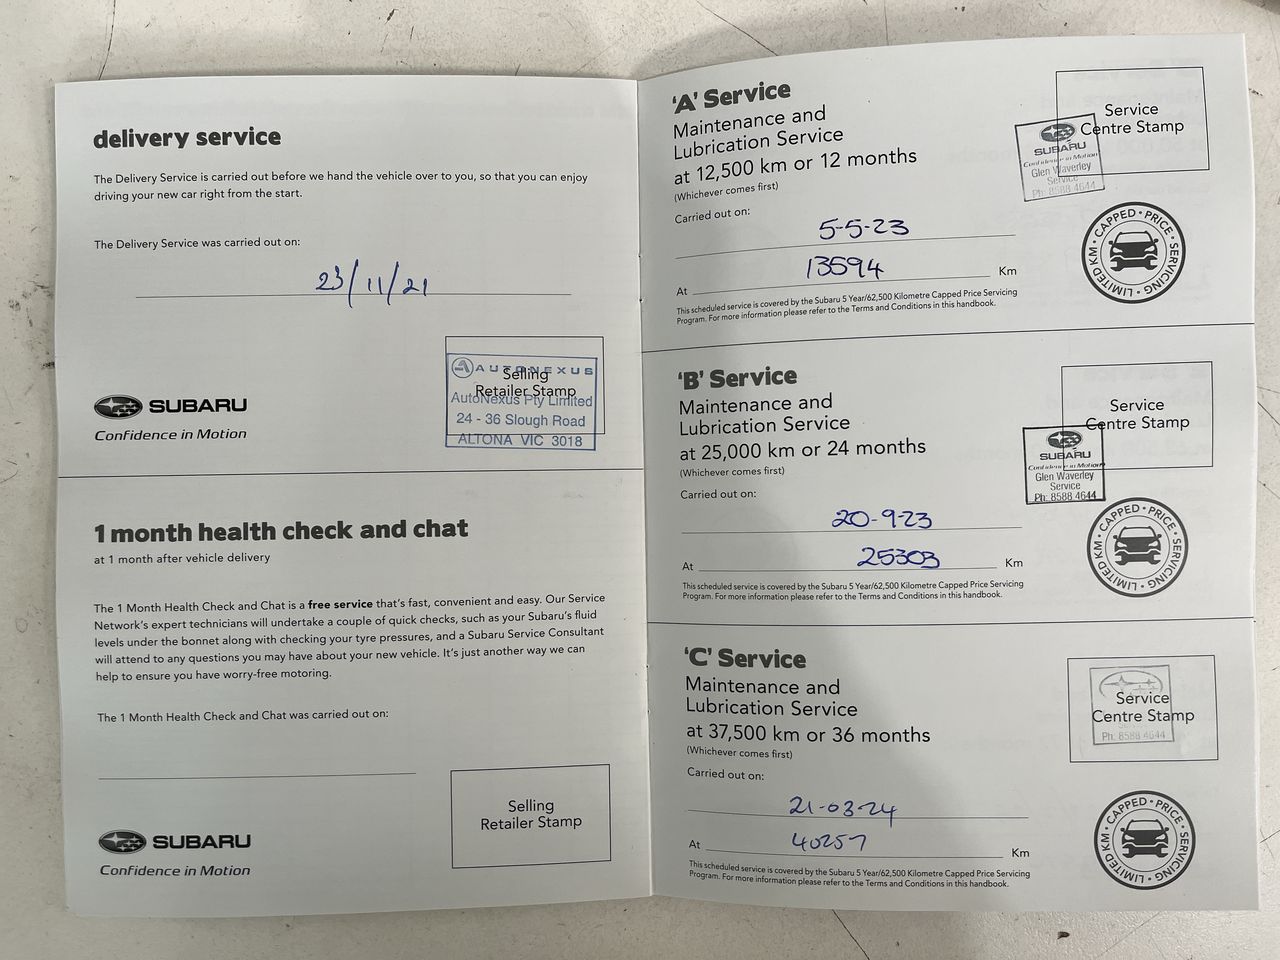 delivery service
The Delivery Service is carried out before we hand the vehicle over to you, so that you can enjoy
driving your new car right from the start.
The Delivery Service was carried out on:
23/11/21
AUTONEXUS
Selling
Retailer Stamp
AutoNexus Pty Limited
24 - 36 Slough Road
ALTONA VIC 3018
SUBARU
Confidence in Motion
1 month health check and chat
at 1 month after vehicle delivery
The 1 Month Health Check and Chat is a free service that's fast, convenient and easy. Our Service
Network's expert technicians will undertake a couple of quick checks, such as your Subaru's fluid
levels under the bonnet along with checking your tyre pressures, and a Subaru Service Consultant
will attend to any questions you may have about your new vehicle. It's just another way we can
help to ensure you have worry-free motoring.
The 1 Month Health Check and Chat was carried out on:
Selling
Retailer Stamp
SUBARU
Confidence in Motion
'A' Service
Maintenance and
Lubrication Service
at 12,500 km or 12 months
(Whichever comes first)
Carried out on:
5-5-23
At 13594 Km
This scheduled service is covered by the Subaru 5 Year/62,500 Kilometre Capped Price Servicing
Program. For more information please refer to the Terms and Conditions in this handbook.
Service
Centre Stamp
SUBARU
Confidence in Motion
Glen Waverley
Service
Ph: 8588 4644
CAPPED • PRICE • SERVICING • LIMITED KM •
'B' Service
Maintenance and
Lubrication Service
at 25,000 km or 24 months
(Whichever comes first)
Carried out on:
20-9-23
At 25303 Km
This scheduled service is covered by the Subaru 5 Year/62,500 Kilometre Capped Price Servicing
Program. For more information please refer to the Terms and Conditions in this handbook.
Service
Centre Stamp
SUBARU
Confidence in Motion
Glen Waverley
Service
Ph: 8588 4644
CAPPED • PRICE • SERVICING • LIMITED KM •
'C' Service
Maintenance and
Lubrication Service
at 37,500 km or 36 months
(Whichever comes first)
Carried out on:
21-03-24
At 40257 Km
This scheduled service is covered by the Subaru 5 Year/62,500 Kilometre Capped Price Servicing
Program. For more information please refer to the Terms and Conditions in this handbook.
Service
Centre Stamp
Ph: 8588 4644
CAPPED • PRICE • SERVICING • LIMITED KM •